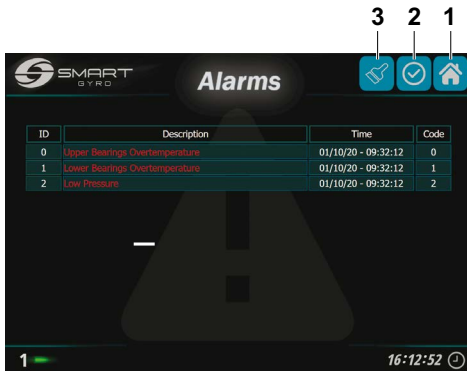 3 2 1
SMART
GYRO
Alarms
ID Description Time Code
0 Upper Bearings Overtemperature 01/10/20 - 09:32:12 0
1 Lower Bearings Overtemperature 01/10/20 - 09:32:12 1
2 Low Pressure 01/10/20 - 09:32:12 2
1 16:12:52